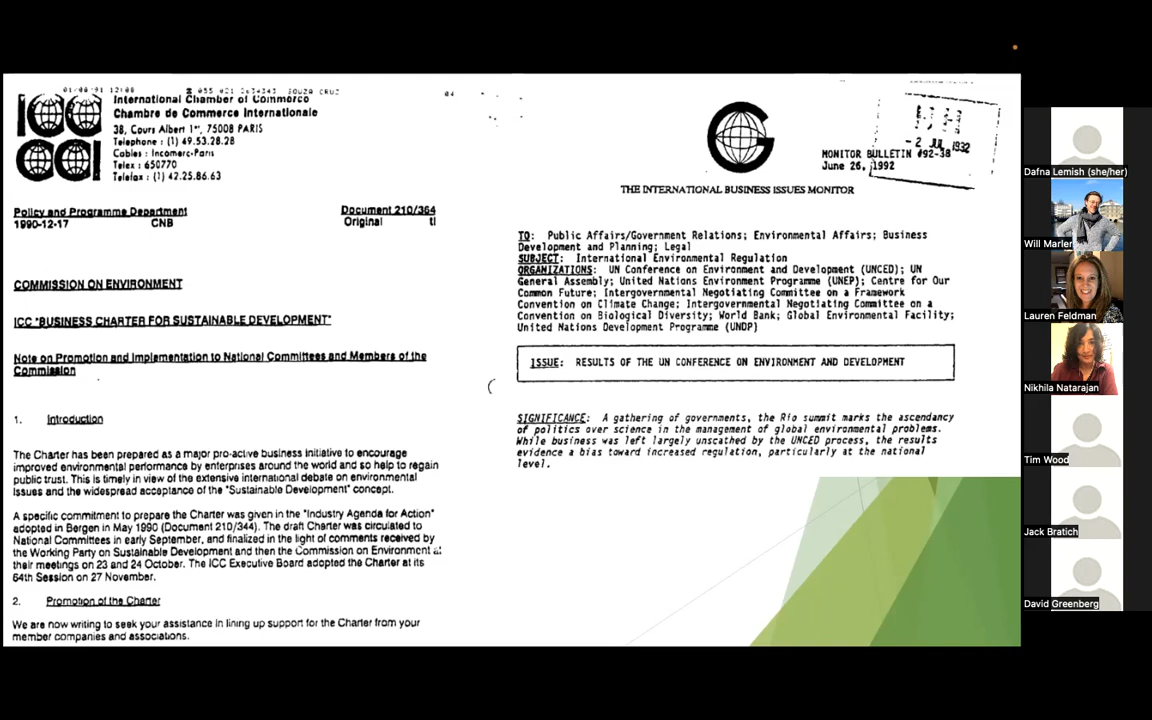 01/08 '91 12:08 ☎ 055 021 2634343 SOUZA CRUZ 04
ICC
CCI
International Chamber of Commerce
Chambre de Commerce Internationale
38, Cours Albert 1er, 75008 PARIS
Telephone : (1) 49.53.28.28
Cables : Incomerc-Paris
Telex : 650770
Telefax : (1) 42.25.86.63
Policy and Programme Department Document 210/364
1990-12-17 CNB Original tl
COMMISSION ON ENVIRONMENT
ICC "BUSINESS CHARTER FOR SUSTAINABLE DEVELOPMENT"
Note on Promotion and Implementation to National Committees and Members of the
Commission
1. Introduction
The Charter has been prepared as a major pro-active business initiative to encourage
improved environmental performance by enterprises around the world and so help to regain
public trust. This is timely in view of the extensive international debate on environmental
issues and the widespread acceptance of the "Sustainable Development" concept.
A specific commitment to prepare the Charter was given in the "Industry Agenda for Action"
adopted in Bergen in May 1990 (Document 210/344). The draft Charter was circulated to
National Committees in early September, and finalized in the light of comments received by
the Working Party on Sustainable Development and then the Commission on Environment at
their meetings on 23 and 24 October. The ICC Executive Board adopted the Charter at its
64th Session on 27 November.
2. Promotion of the Charter
We are now writing to seek your assistance in lining up support for the Charter from your
member companies and associations.
G
- 2 JUL 1992
MONITOR BULLETIN #92-38
June 26, 1992
THE INTERNATIONAL BUSINESS ISSUES MONITOR
TO: Public Affairs/Government Relations; Environmental Affairs; Business
Development and Planning; Legal
SUBJECT: International Environmental Regulation
ORGANIZATIONS: UN Conference on Environment and Development (UNCED); UN
General Assembly; United Nations Environment Programme (UNEP); Centre for Our
Common Future; Intergovernmental Negotiating Committee on a Framework
Convention on Climate Change; Intergovernmental Negotiating Committee on a
Convention on Biological Diversity; World Bank; Global Environmental Facility;
United Nations Development Programme (UNDP)
ISSUE: RESULTS OF THE UN CONFERENCE ON ENVIRONMENT AND DEVELOPMENT
SIGNIFICANCE: A gathering of governments, the Rio summit marks the ascendancy
of politics over science in the management of global environmental problems.
While business was left largely unscathed by the UNCED process, the results
evidence a bias toward increased regulation, particularly at the national
level.
Dafna Lemish (she/her)
Will Marler
Lauren Feldman
Nikhila Natarajan
Tim Wood
Jack Bratich
David Greenberg